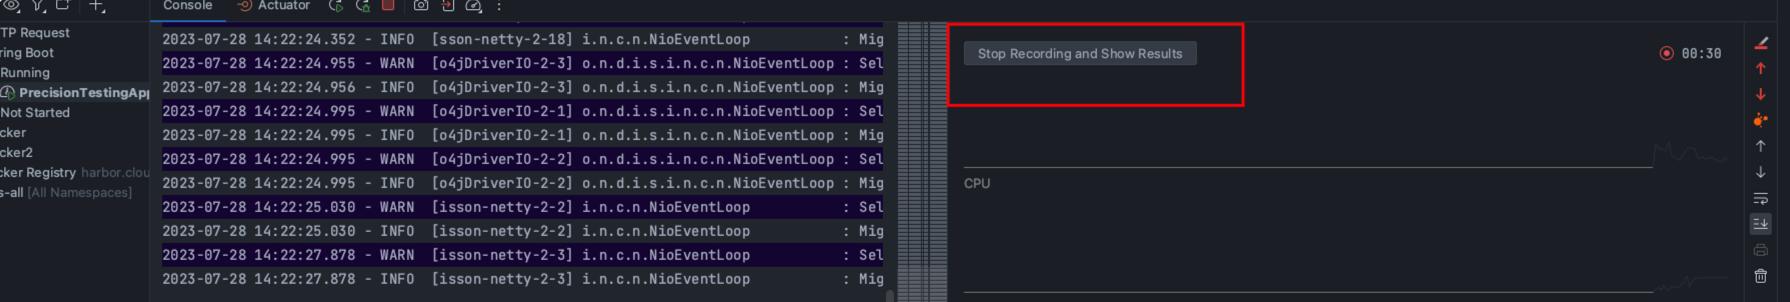 Console
Actuator
TP Request
ring Boot
Running
PrecisionTestingApp
Not Started
cker
cker2
cker Registry harbor.clou
s-all [All Namespaces]
2023-07-28 14:22:24.352 - INFO  [sson-netty-2-18] i.n.c.n.NioEventLoop           : Mig
2023-07-28 14:22:24.955 - WARN  [o4jDriverIO-2-3] o.n.d.i.s.i.n.c.n.NioEventLoop : Sel
2023-07-28 14:22:24.956 - INFO  [o4jDriverIO-2-3] o.n.d.i.s.i.n.c.n.NioEventLoop : Mig
2023-07-28 14:22:24.995 - WARN  [o4jDriverIO-2-1] o.n.d.i.s.i.n.c.n.NioEventLoop : Sel
2023-07-28 14:22:24.995 - INFO  [o4jDriverIO-2-1] o.n.d.i.s.i.n.c.n.NioEventLoop : Mig
2023-07-28 14:22:24.995 - WARN  [o4jDriverIO-2-2] o.n.d.i.s.i.n.c.n.NioEventLoop : Sel
2023-07-28 14:22:24.995 - INFO  [o4jDriverIO-2-2] o.n.d.i.s.i.n.c.n.NioEventLoop : Mig
2023-07-28 14:22:25.030 - WARN  [isson-netty-2-2] i.n.c.n.NioEventLoop           : Sel
2023-07-28 14:22:25.030 - INFO  [isson-netty-2-2] i.n.c.n.NioEventLoop           : Mig
2023-07-28 14:22:27.878 - WARN  [isson-netty-2-3] i.n.c.n.NioEventLoop           : Sel
2023-07-28 14:22:27.878 - INFO  [isson-netty-2-3] i.n.c.n.NioEventLoop           : Mig
Stop Recording and Show Results
00:30
CPU